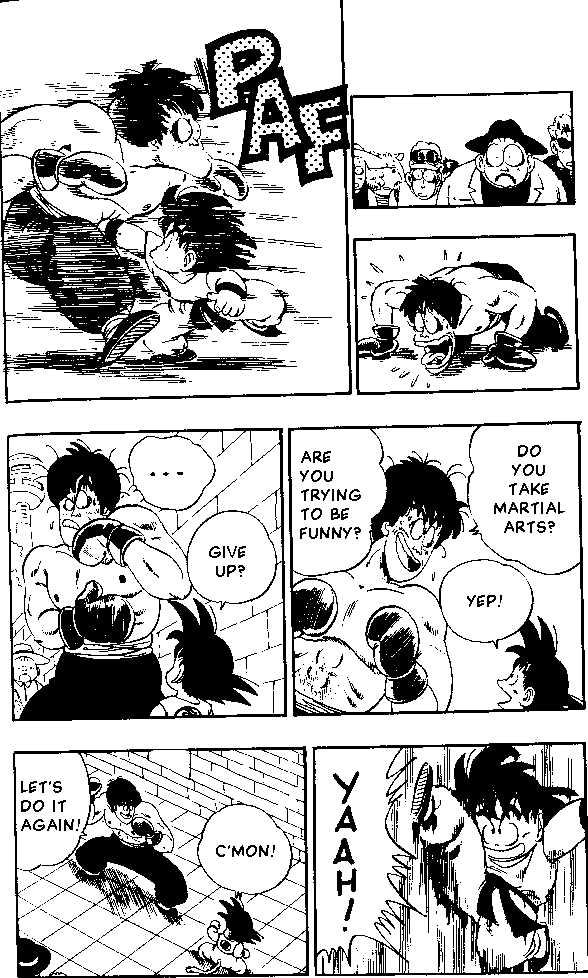 PAF
...
GIVE
UP?
DO
YOU
TAKE
MARTIAL
ARTS?
ARE
YOU
TRYING
TO BE
FUNNY?
YEP!
LET'S
DO IT
AGAIN!
C'MON!
YAAH!